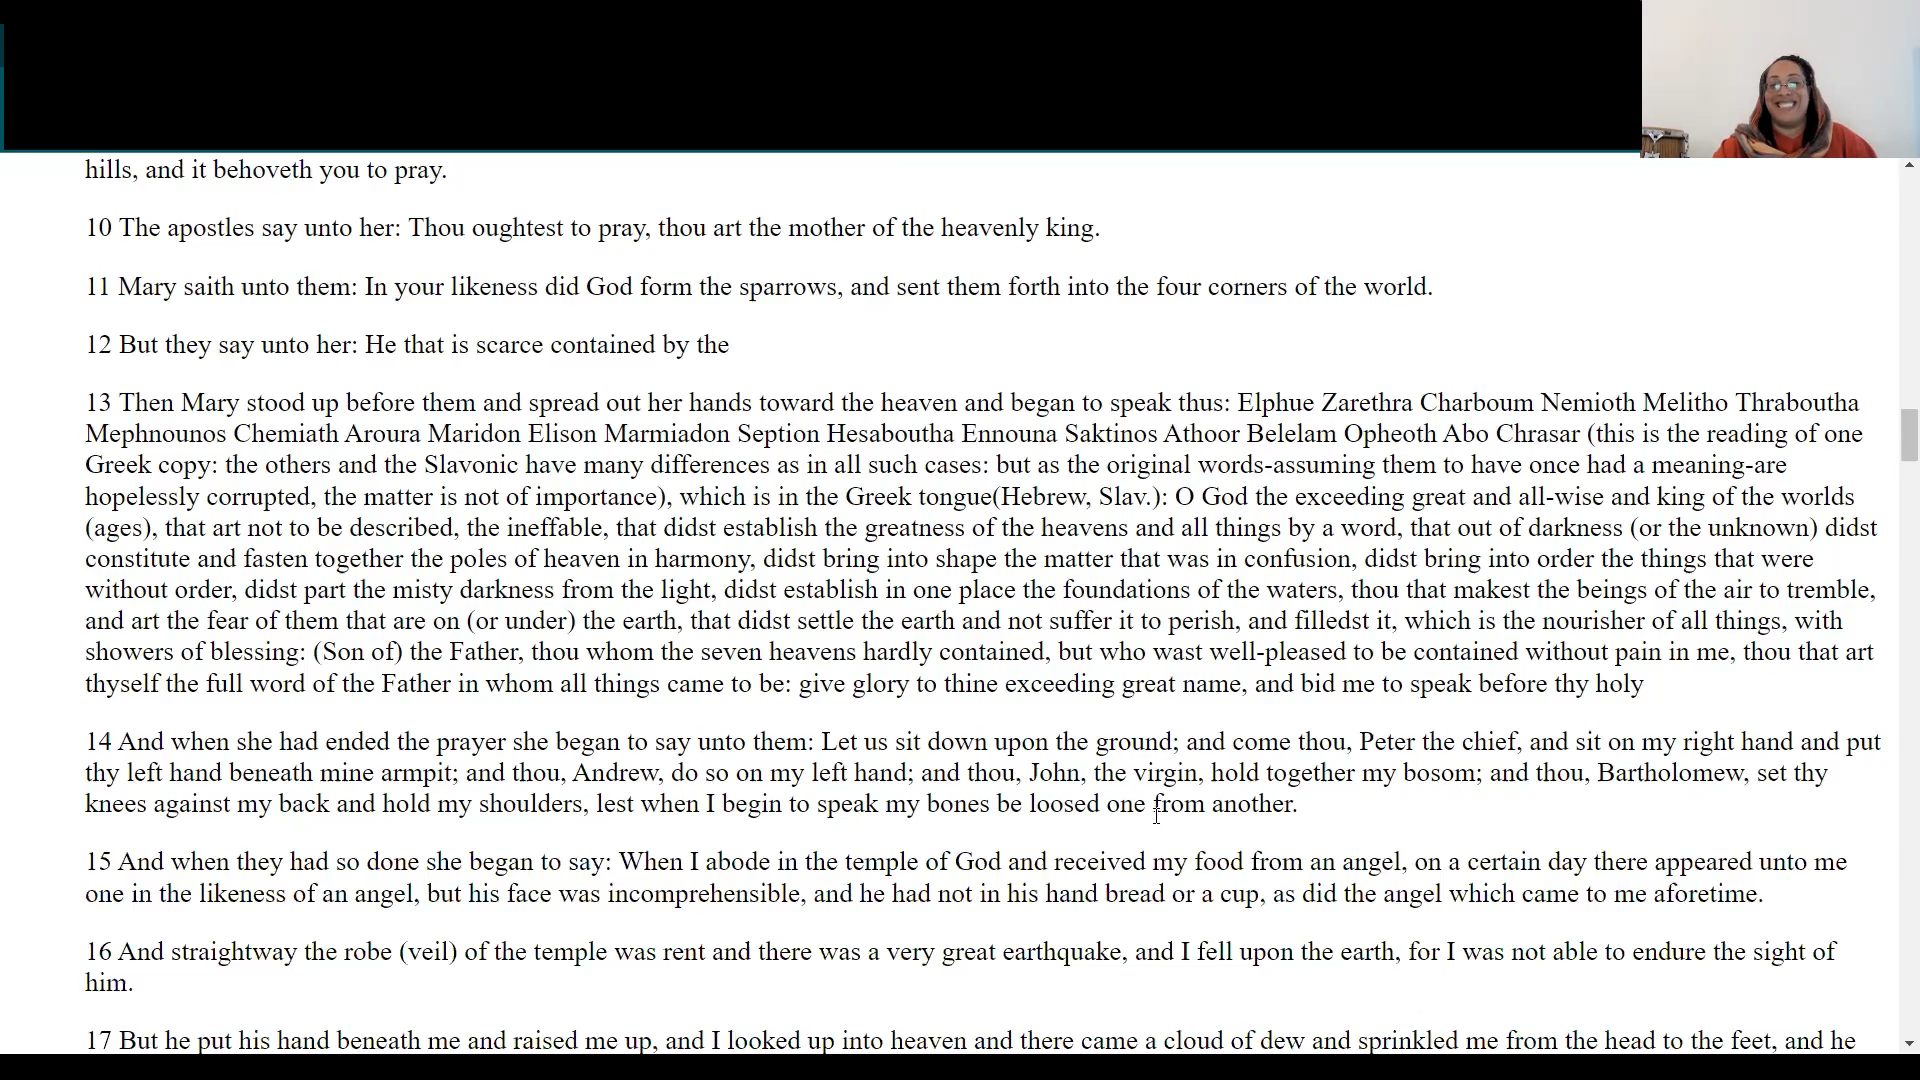 hills, and it behoveth you to pray.
10 The apostles say unto her: Thou oughtest to pray, thou art the mother of the heavenly king.
11 Mary saith unto them: In your likeness did God form the sparrows, and sent them forth into the four corners of the world.
12 But they say unto her: He that is scarce contained by the
13 Then Mary stood up before them and spread out her hands toward the heaven and began to speak thus: Elphue Zarethra Charboum Nemioth Melitho Thraboutha
Mephnounos Chemiath Aroura Maridon Elison Marmiadon Seption Hesaboutha Ennouna Saktinos Athoor Belelam Opheoth Abo Chrasar (this is the reading of one
Greek copy: the others and the Slavonic have many differences as in all such cases: but as the original words-assuming them to have once had a meaning-are
hopelessly corrupted, the matter is not of importance), which is in the Greek tongue(Hebrew, Slav.): O God the exceeding great and all-wise and king of the worlds
(ages), that art not to be described, the ineffable, that didst establish the greatness of the heavens and all things by a word, that out of darkness (or the unknown) didst
constitute and fasten together the poles of heaven in harmony, didst bring into shape the matter that was in confusion, didst bring into order the things that were
without order, didst part the misty darkness from the light, didst establish in one place the foundations of the waters, thou that makest the beings of the air to tremble,
and art the fear of them that are on (or under) the earth, that didst settle the earth and not suffer it to perish, and filledst it, which is the nourisher of all things, with
showers of blessing: (Son of) the Father, thou whom the seven heavens hardly contained, but who wast well-pleased to be contained without pain in me, thou that art
thyself the full word of the Father in whom all things came to be: give glory to thine exceeding great name, and bid me to speak before thy holy
14 And when she had ended the prayer she began to say unto them: Let us sit down upon the ground; and come thou, Peter the chief, and sit on my right hand and put
thy left hand beneath mine armpit; and thou, Andrew, do so on my left hand; and thou, John, the virgin, hold together my bosom; and thou, Bartholomew, set thy
knees against my back and hold my shoulders, lest when I begin to speak my bones be loosed one from another.
15 And when they had so done she began to say: When I abode in the temple of God and received my food from an angel, on a certain day there appeared unto me
one in the likeness of an angel, but his face was incomprehensible, and he had not in his hand bread or a cup, as did the angel which came to me aforetime.
16 And straightway the robe (veil) of the temple was rent and there was a very great earthquake, and I fell upon the earth, for I was not able to endure the sight of
him.
17 But he put his hand beneath me and raised me up, and I looked up into heaven and there came a cloud of dew and sprinkled me from the head to the feet, and he